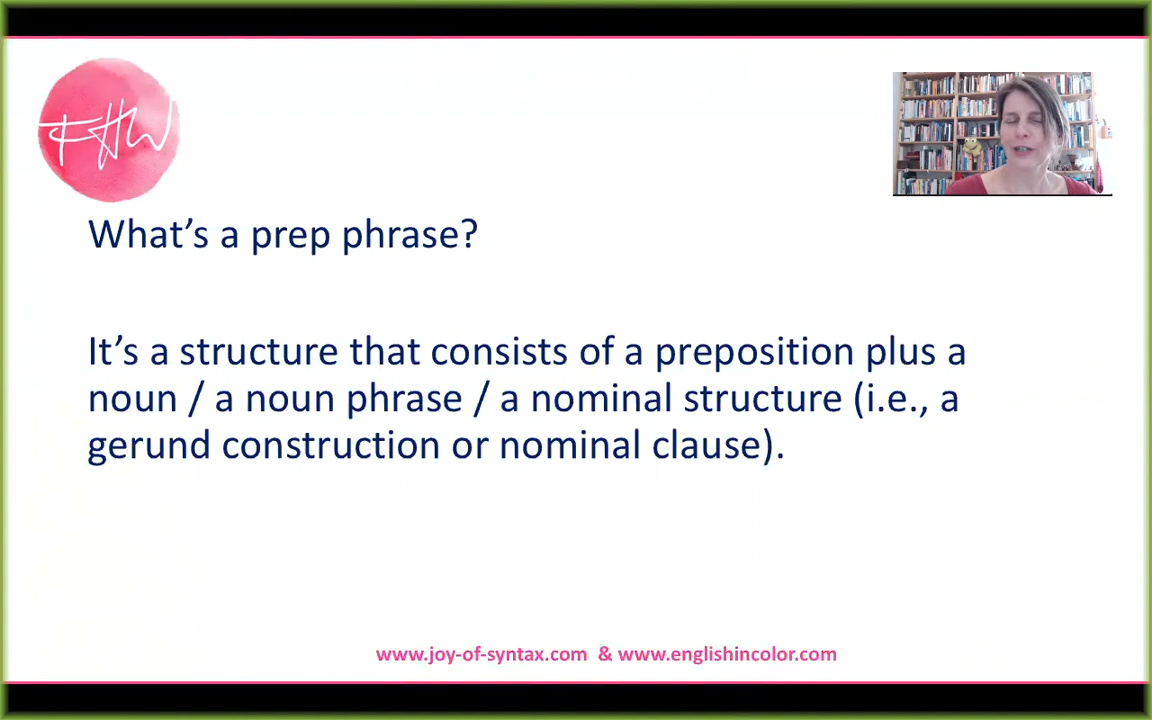 FHW
What's a prep phrase?
It's a structure that consists of a preposition plus a
noun / a noun phrase / a nominal structure (i.e., a
gerund construction or nominal clause).
www.joy-of-syntax.com & www.englishincolor.com